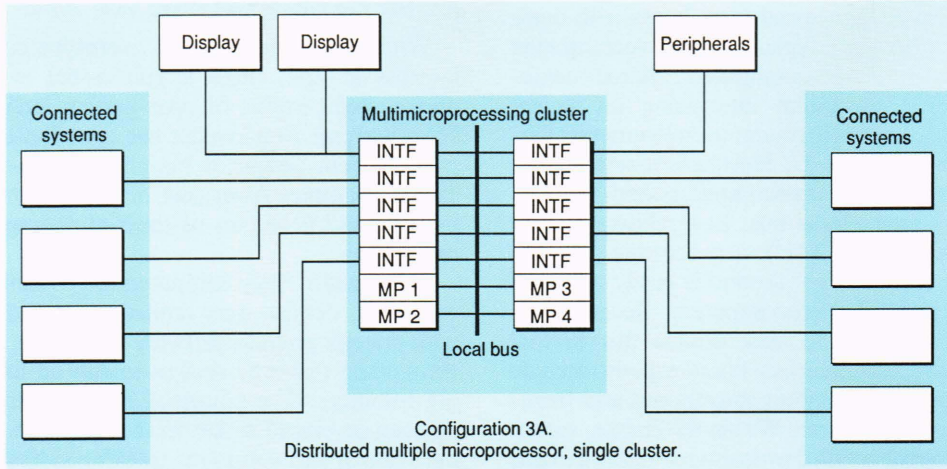 Display
Display
Peripherals
Connected
systems
Multimicroprocessing cluster
Connected
systems
INTF
INTF
INTF
INTF
INTF
MP 1
MP 2
INTF
INTF
INTF
INTF
INTF
MP 3
MP 4
Local bus
Configuration 3A.
Distributed multiple microprocessor, single cluster.